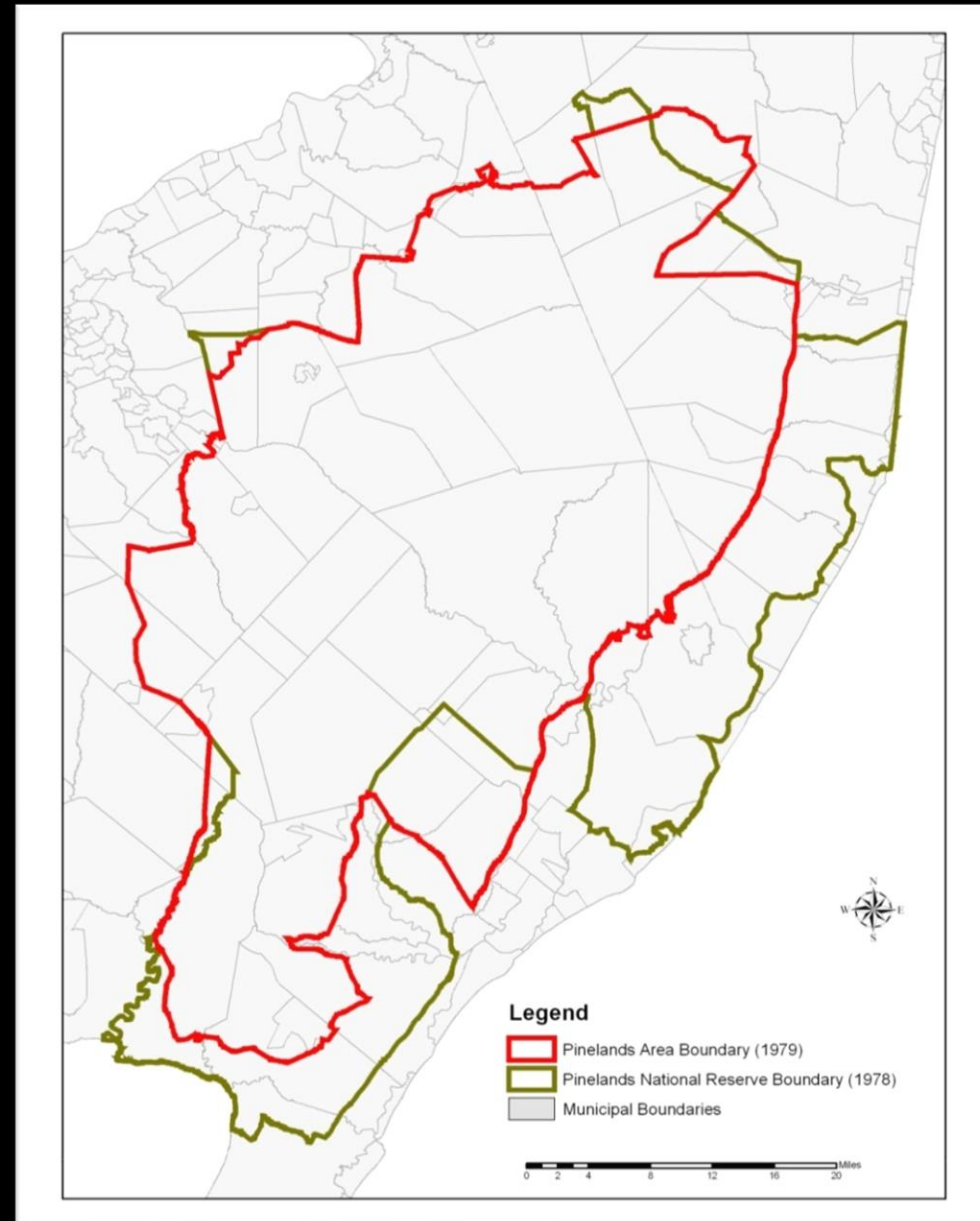 N
W E
S
Legend
Pinelands Area Boundary (1979)
Pinelands National Reserve Boundary (1978)
Municipal Boundaries
Miles
0 2 4 8 12 16 20